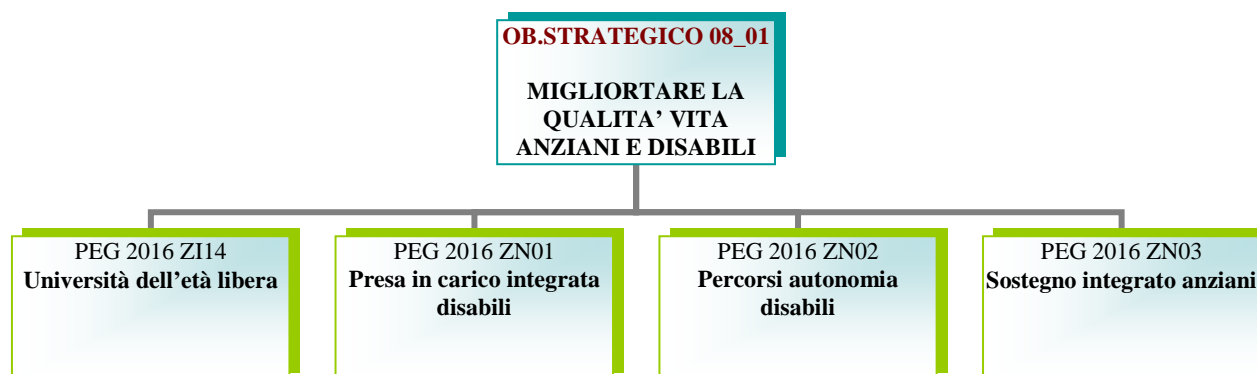 OB.STRATEGICO 08_01
MIGLIORTARE LA
QUALITA’ VITA
ANZIANI E DISABILI
PEG 2016 ZI14
Università dell’età libera
PEG 2016 ZN01
Presa in carico integrata
disabili
PEG 2016 ZN02
Percorsi autonomia
disabili
PEG 2016 ZN03
Sostegno integrato anziani